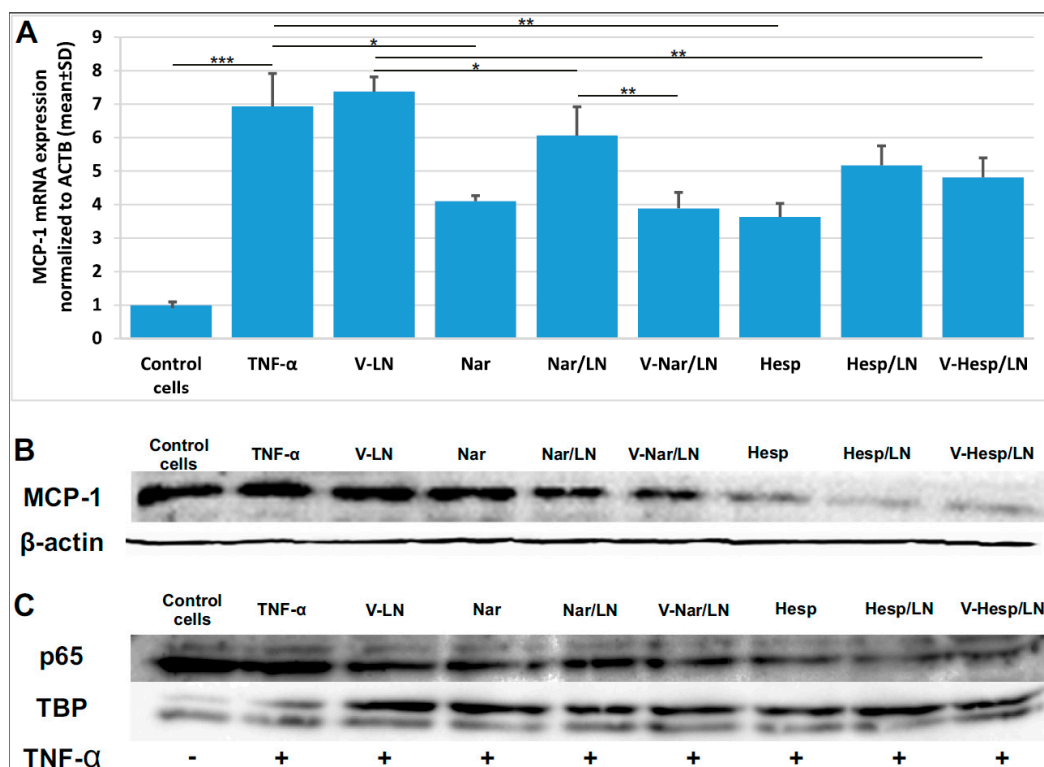 A
MCP-1 mRNA expression
normalized to ACTB (mean±SD)
9
8
7
6
5
4
3
2
1
0
**
*
***
**
*
**
Control
cells
TNF-α
V-LN
Nar
Nar/LN
V-Nar/LN
Hesp
Hesp/LN
V-Hesp/LN
B
Control
cells
TNF-α
V-LN
Nar
Nar/LN
V-Nar/LN
Hesp
Hesp/LN
V-Hesp/LN
MCP-1
β-actin
C
Control
cells
TNF-α
V-LN
Nar
Nar/LN
V-Nar/LN
Hesp
Hesp/LN
V-Hesp/LN
p65
TBP
TNF-α - + + + + + + + +